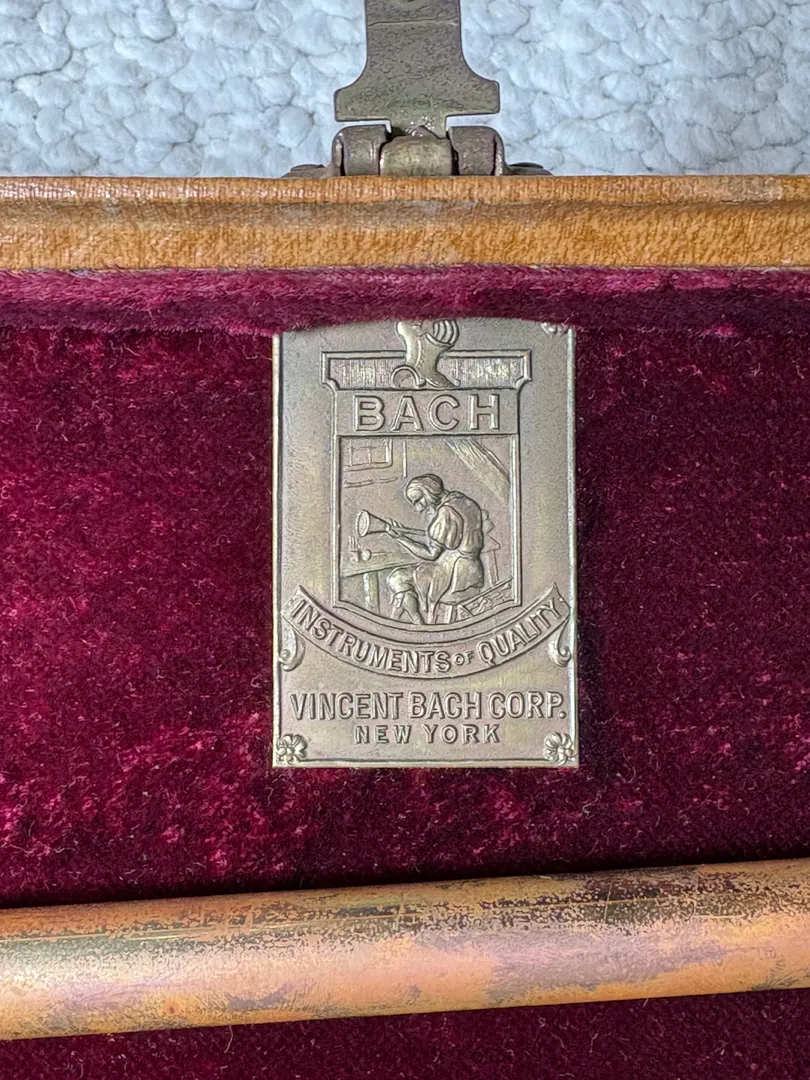 BACH
INSTRUMENTS OF QUALITY
VINCENT BACH CORP.
NEW YORK